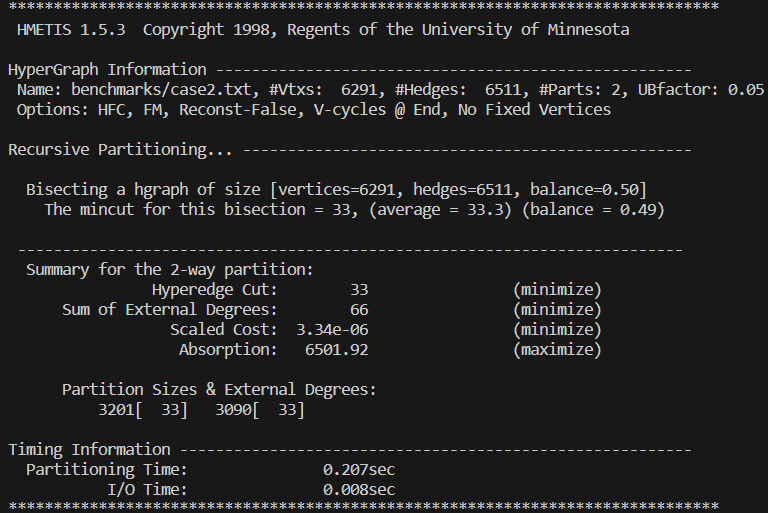 *******************************************************************************
HMETIS 1.5.3  Copyright 1998, Regents of the University of Minnesota
HyperGraph Information -----------------------------------------------------
Name: benchmarks/case2.txt, #Vtxs:  6291, #Hedges:  6511, #Parts: 2, UBfactor: 0.05
Options: HFC, FM, Reconst-False, V-cycles @ End, No Fixed Vertices
Recursive Partitioning... --------------------------------------------------
Bisecting a hgraph of size [vertices=6291, hedges=6511, balance=0.50]
The mincut for this bisection = 33, (average = 33.3) (balance = 0.49)
--------------------------------------------------------------------------
Summary for the 2-way partition:
Hyperedge Cut:        33                (minimize)
Sum of External Degrees:        66                (minimize)
Scaled Cost:  3.34e-06                (minimize)
Absorption:   6501.92                (maximize)
Partition Sizes & External Degrees:
3201[  33]   3090[  33]
Timing Information ---------------------------------------------------------
Partitioning Time:               0.207sec
I/O Time:               0.008sec
*******************************************************************************